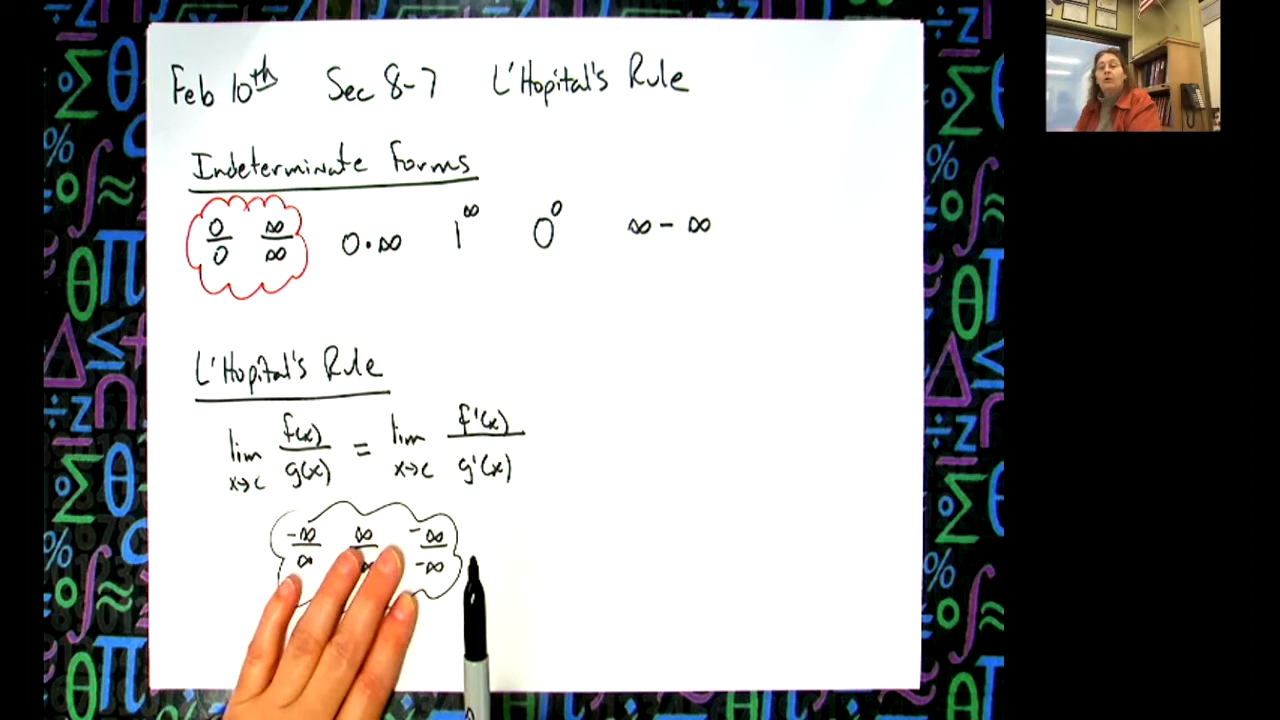 Feb 10th Sec 8-7 L'Hopital's Rule
Indeterminate Forms
0/0 ∞/∞ 0·∞ 1^∞ 0^0 ∞-∞
L'Hopital's Rule
lim x→c f(x)/g(x) = lim x→c f'(x)/g'(x)
-∞/∞ -∞/-∞